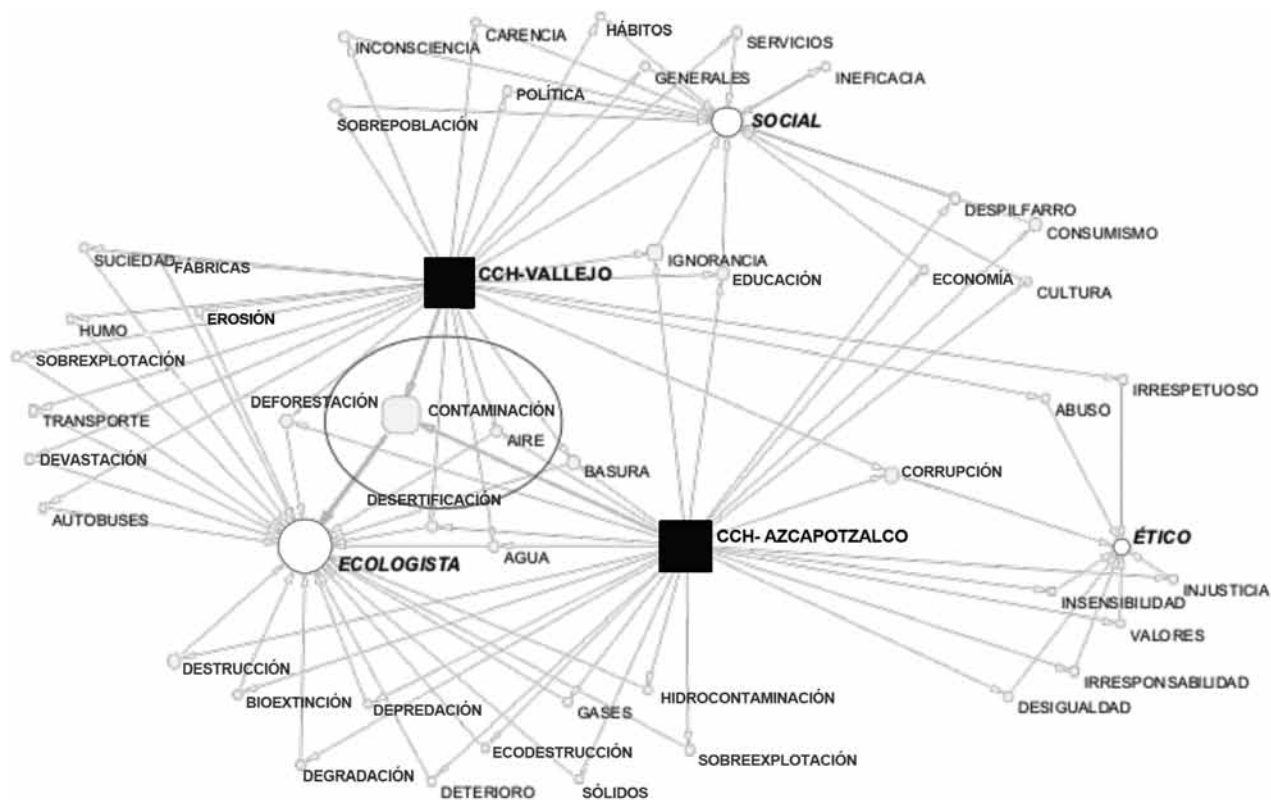 HÁBITOS
CARENCIA
SERVICIOS
INCONSCIENCIA
GENERALES
INEFICACIA
POLÍTICA
SOBREPOBLACIÓN
SOCIAL
DESPILFARRO
CONSUMISMO
SUCIEDAD
FÁBRICAS
CCH-VALLEJO
IGNORANCIA
EDUCACIÓN
ECONOMÍA
CULTURA
HUMO
EROSIÓN
SOBREXPLOTACIÓN
IRRESPETUOSO
TRANSPORTE
DEFORESTACIÓN
CONTAMINACIÓN
ABUSO
AIRE
DEVASTACIÓN
BASURA
CORRUPCIÓN
AUTOBUSES
DESERTIFICACIÓN
CCH- AZCAPOTZALCO
ÉTICO
ECOLOGISTA
AGUA
INJUSTICIA
INSENSIBILIDAD
VALORES
DESTRUCCIÓN
IRRESPONSABILIDAD
BIOEXTINCIÓN
DEPREDACIÓN
GASES
HIDROCONTAMINACIÓN
DESIGUALDAD
ECODESTRUCCIÓN
SOBREEXPLOTACIÓN
DEGRADACIÓN
DETERIORO
SÓLIDOS